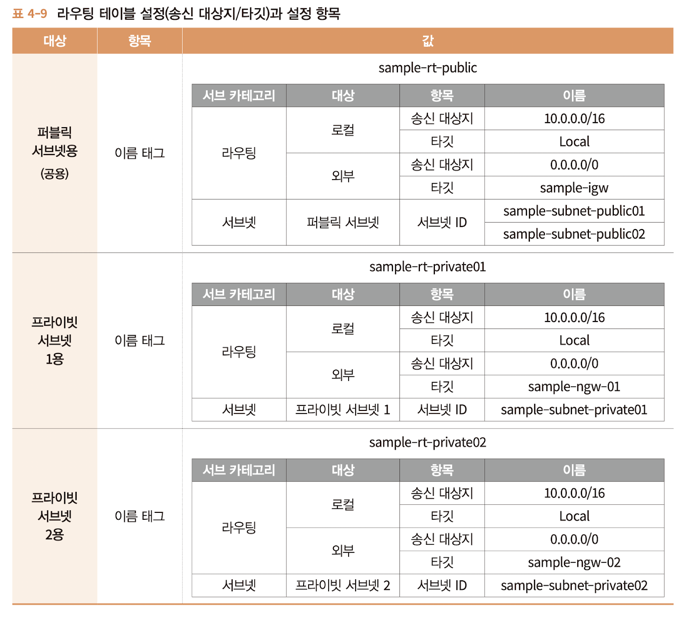 표 4-9 라우팅 테이블 설정(송신 대상지/타깃)과 설정 항목
대상 항목 값
퍼블릭
서브넷용
(공용)
이름 태그
sample-rt-public
서브 카테고리 대상 항목 이름
라우팅 로컬 송신 대상지 10.0.0.0/16
타깃 Local
외부 송신 대상지 0.0.0.0/0
타깃 sample-igw
서브넷 퍼블릭 서브넷 서브넷 ID sample-subnet-public01
sample-subnet-public02
프라이빗
서브넷
1용
이름 태그
sample-rt-private01
서브 카테고리 대상 항목 이름
라우팅 로컬 송신 대상지 10.0.0.0/16
타깃 Local
외부 송신 대상지 0.0.0.0/0
타깃 sample-ngw-01
서브넷 프라이빗 서브넷 1 서브넷 ID sample-subnet-private01
프라이빗
서브넷
2용
이름 태그
sample-rt-private02
서브 카테고리 대상 항목 이름
라우팅 로컬 송신 대상지 10.0.0.0/16
타깃 Local
외부 송신 대상지 0.0.0.0/0
타깃 sample-ngw-02
서브넷 프라이빗 서브넷 2 서브넷 ID sample-subnet-private02